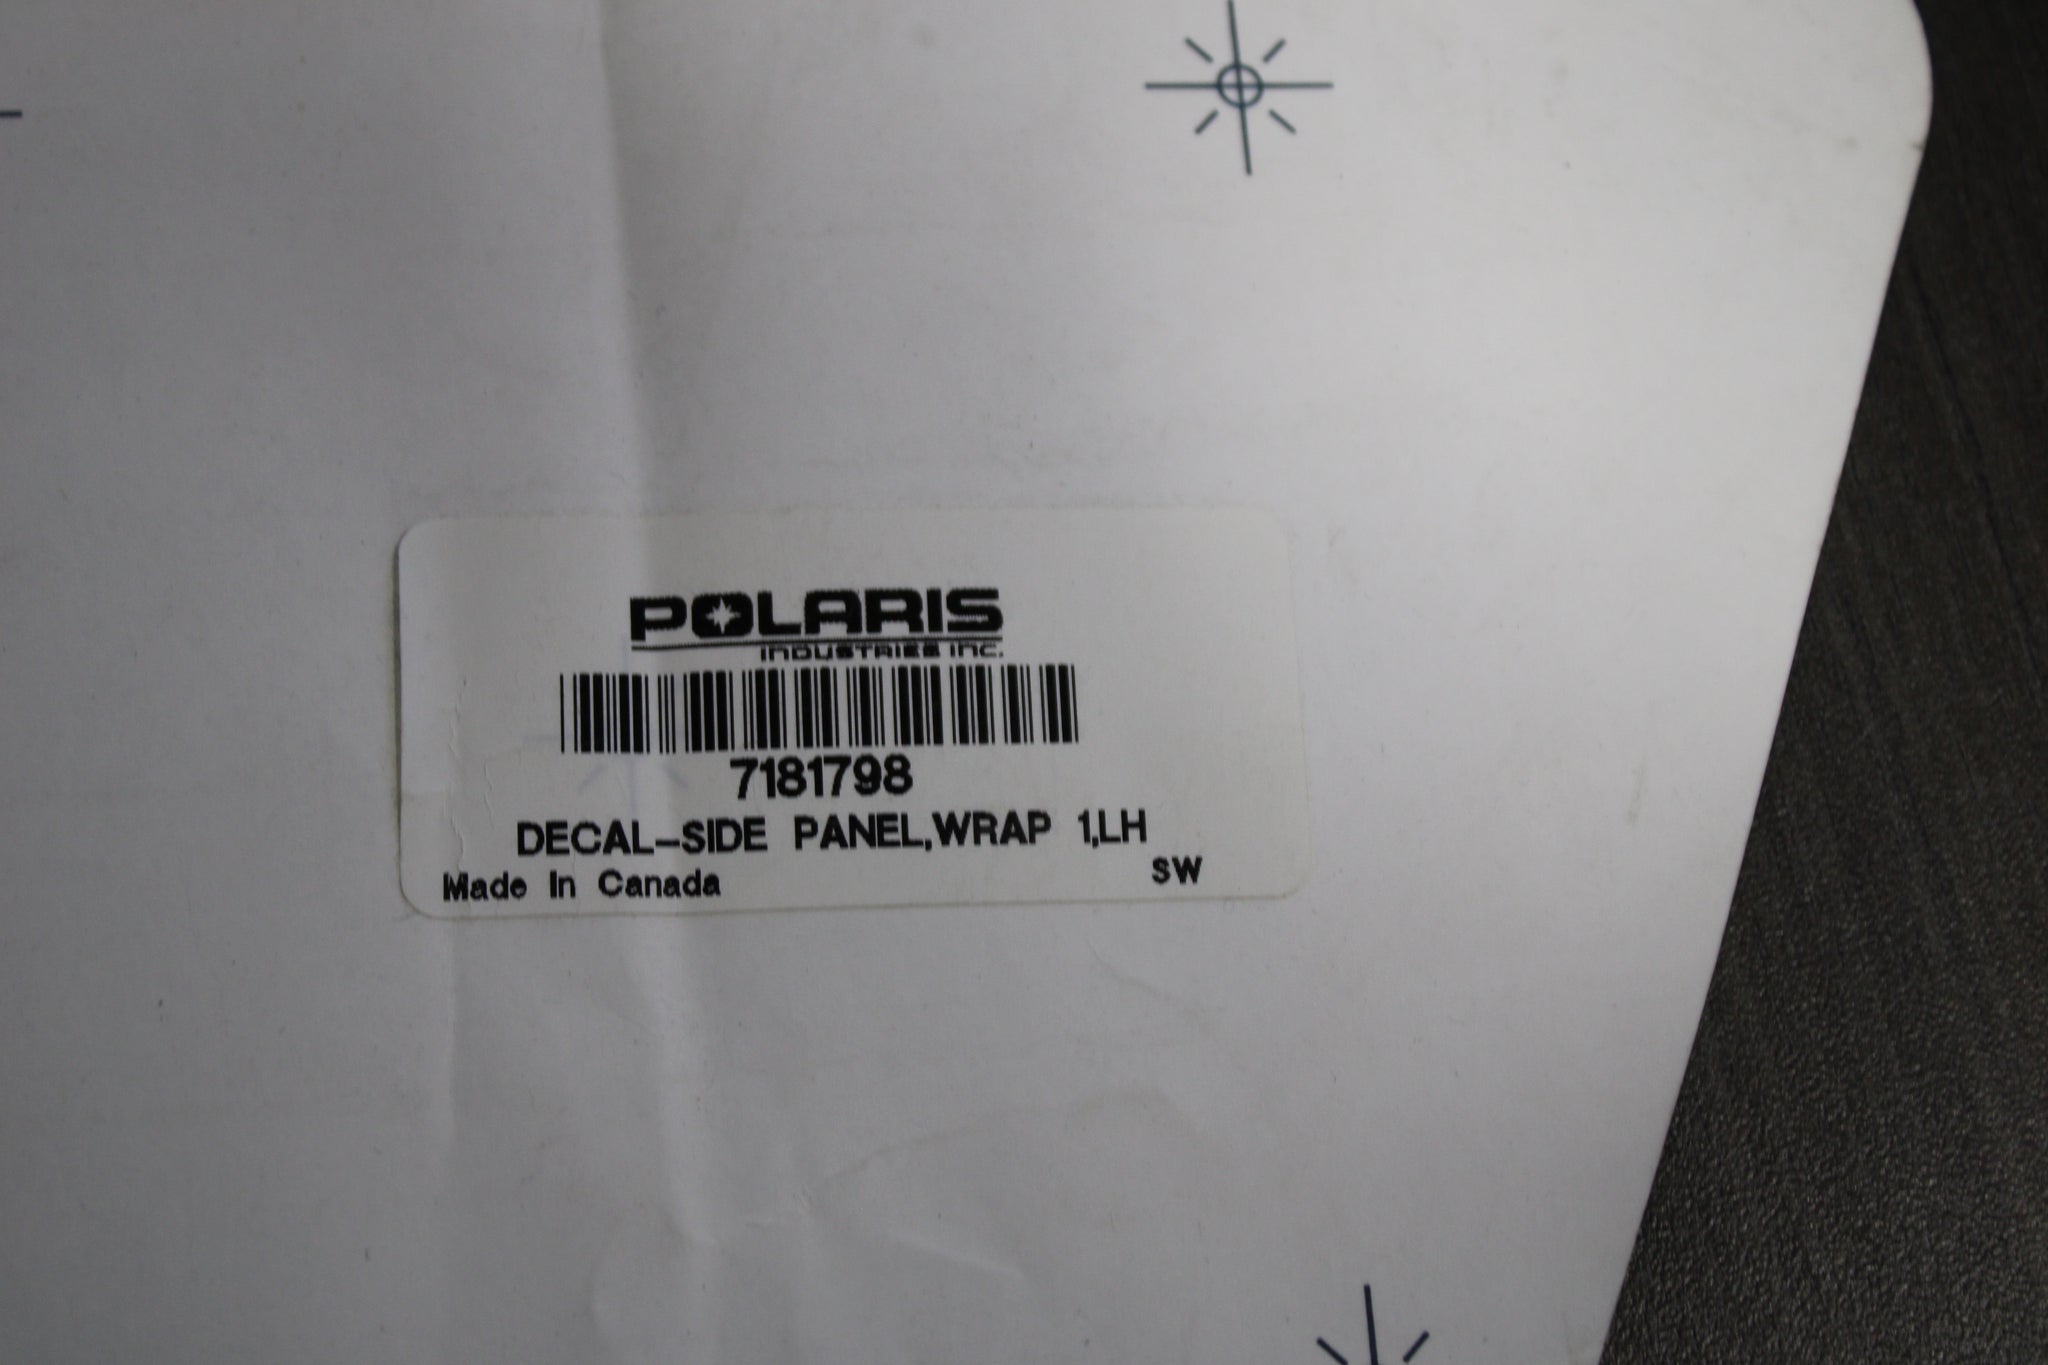 POLARIS
INDUSTRIES INC.
7181798
DECAL-SIDE PANEL,WRAP 1,LH
SW
Made In Canada